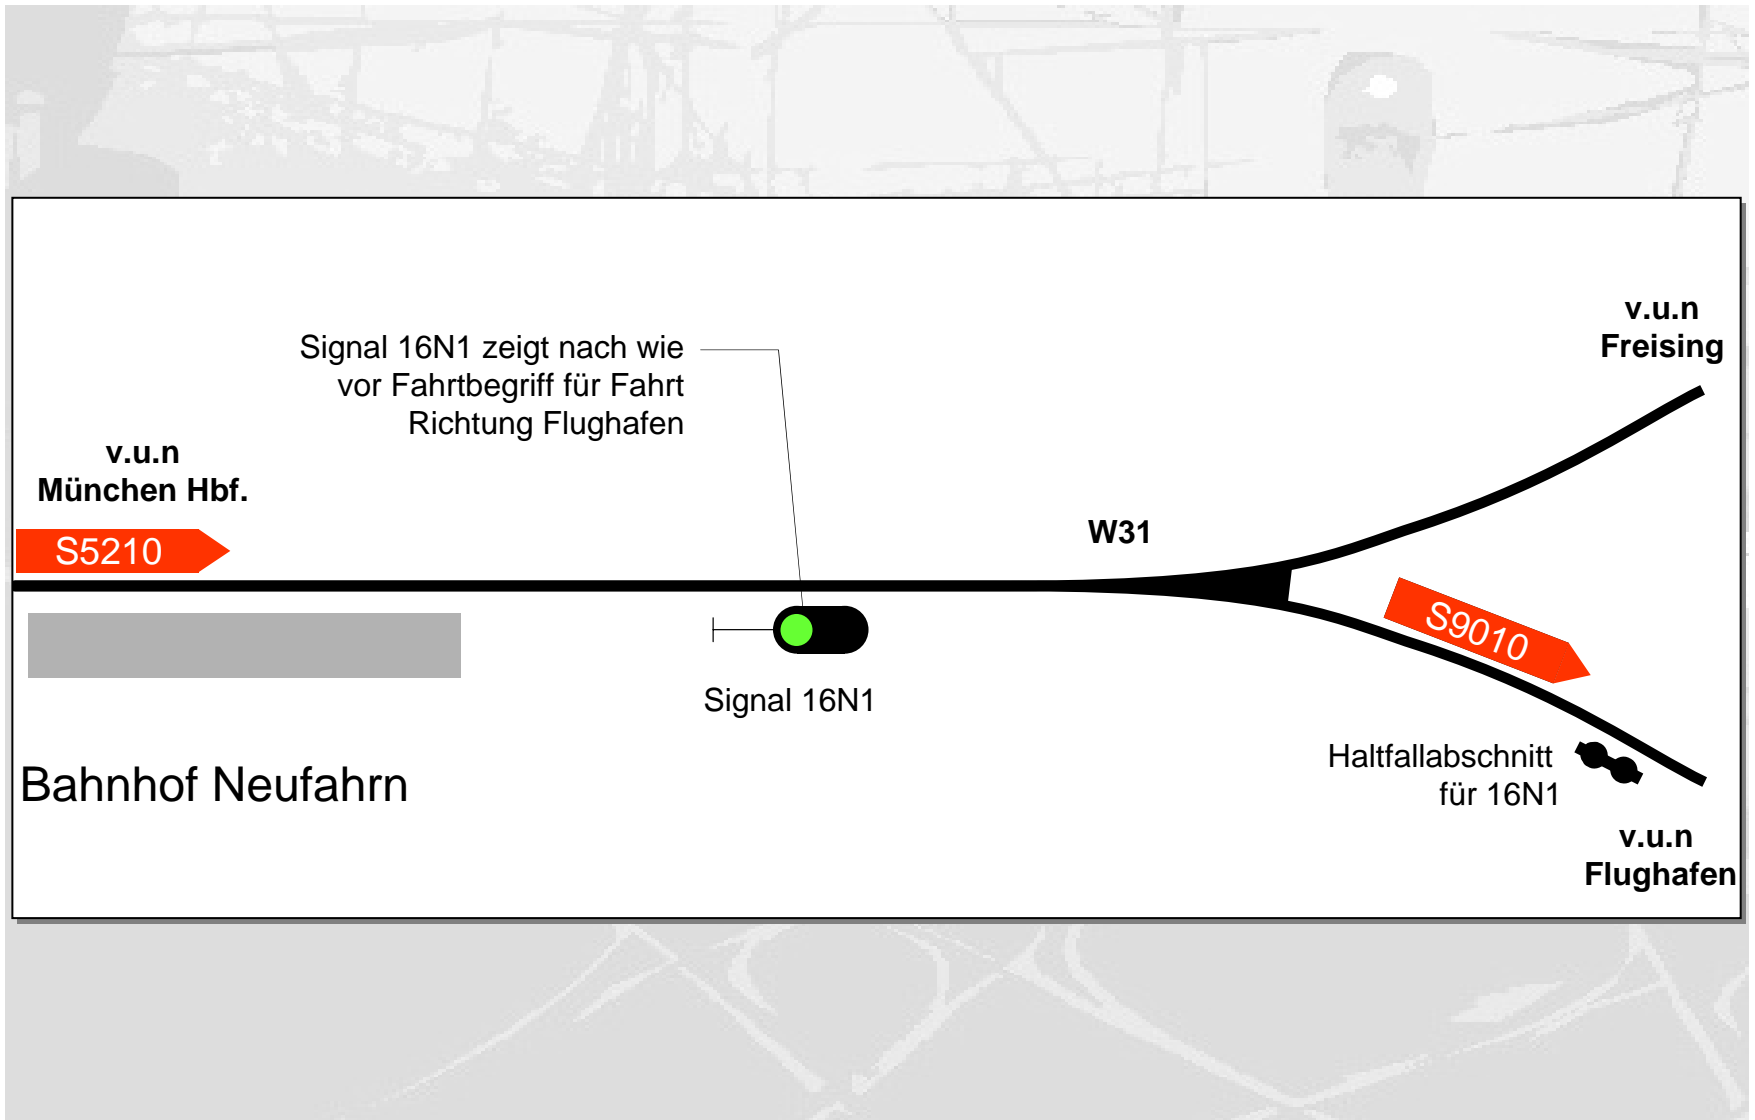 v.u.n
Freising
Signal 16N1 zeigt nach wie
vor Fahrtbegriff für Fahrt
Richtung Flughafen
v.u.n
München Hbf.
W31
S5210
S9010
Signal 16N1
Haltfallabschnitt
für 16N1
Bahnhof Neufahrn
v.u.n
Flughafen